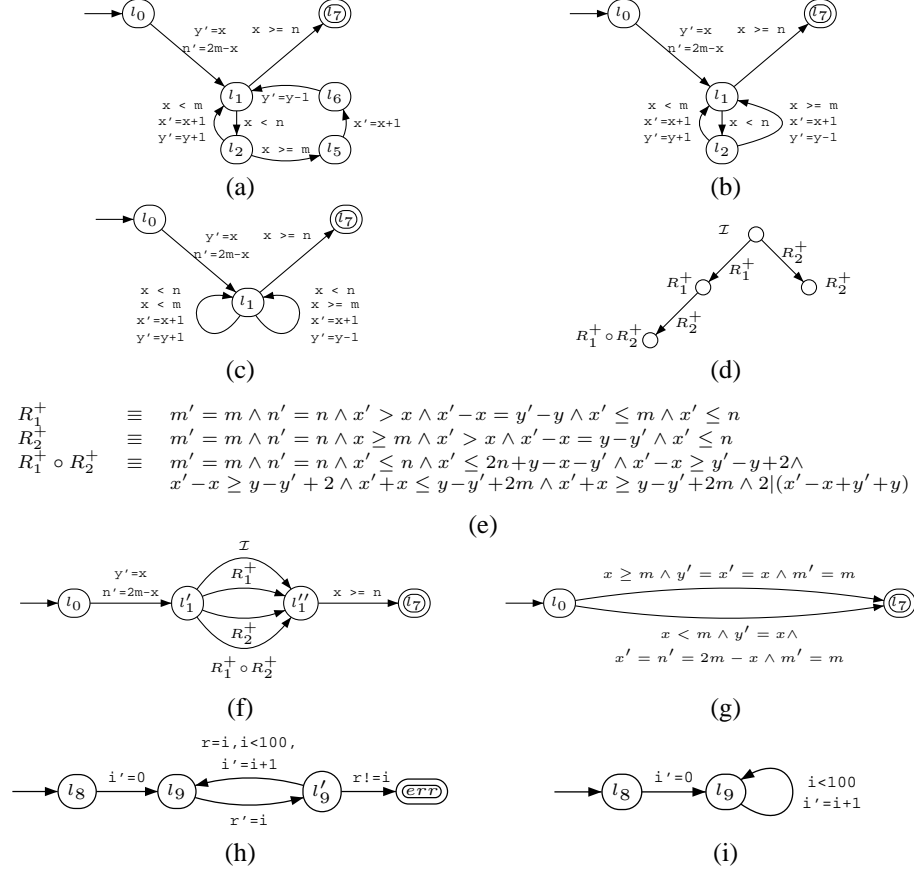 l0
l7
y'=x
x >= n
n'=2m-x
l1
l6
y'=y-1
x < m
x'=x+1
y'=y+1
x < n
x'=x+1
l2
x >= m
l5
(a)
l0
l7
y'=x
x >= n
n'=2m-x
l1
x < m
x'=x+1
y'=y+1
x < n
x >= m
x'=x+1
y'=y-1
l2
(b)
l0
l7
y'=x
x >= n
n'=2m-x
l1
x < n
x < m
x'=x+1
y'=y+1
x < n
x >= m
x'=x+1
y'=y-1
(c)
ℐ
R₁⁺
R₁⁺
R₂⁺
R₂⁺
R₂⁺
R₁⁺ ∘ R₂⁺
(d)
R₁⁺ ≡ m′ = m ∧ n′ = n ∧ x′ > x ∧ x′−x = y′−y ∧ x′ ≤ m ∧ x′ ≤ n
R₂⁺ ≡ m′ = m ∧ n′ = n ∧ x ≥ m ∧ x′ > x ∧ x′−x = y−y′ ∧ x′ ≤ n
R₁⁺ ∘ R₂⁺ ≡ m′ = m ∧ n′ = n ∧ x′ ≤ n ∧ x′ ≤ 2n+y−x−y′ ∧ x′−x ≥ y′−y+2∧
x′−x ≥ y−y′ + 2 ∧ x′+x ≤ y−y′+2m ∧ x′+x ≥ y−y′+2m ∧ 2|(x′−x+y′+y)
(e)
l0
y'=x
n'=2m-x
l′1
ℐ
R₁⁺
R₂⁺
R₁⁺ ∘ R₂⁺
l″1
x >= n
l7
(f)
x ≥ m ∧ y′ = x′ = x ∧ m′ = m
l0
l7
x < m ∧ y′ = x∧
x′ = n′ = 2m − x ∧ m′ = m
(g)
l8
i'=0
l9
r=i,i<100,
i'=i+1
r'=i
l′9
r!=i
err
(h)
l8
i'=0
l9
i<100
i'=i+1
(i)